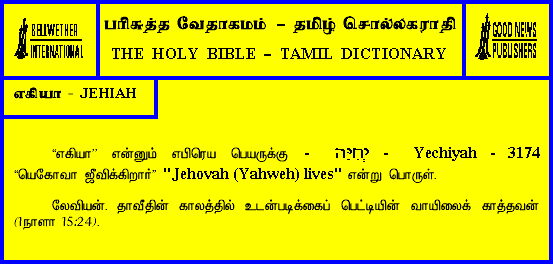 BELLWETHER
INTERNATIONAL
பரிசுத்த வேதாகமம் – தமிழ் சொல்லகராதி
THE HOLY BIBLE – TAMIL DICTIONARY
GOOD NEWS
PUBLISHERS
எகியா - JEHIAH
“எகியா” என்னும் எபிரெய பெயருக்கு - יְחִיָּה - Yechiyah - 3174
“யெகோவா ஜீவிக்கிறார்” "Jehovah (Yahweh) lives" என்று பொருள்.
லேவியன். தாவீதின் காலத்தில் உடன்படிக்கைப் பெட்டியின் வாயிலைக் காத்தவன்
(1நாளா 15:24).